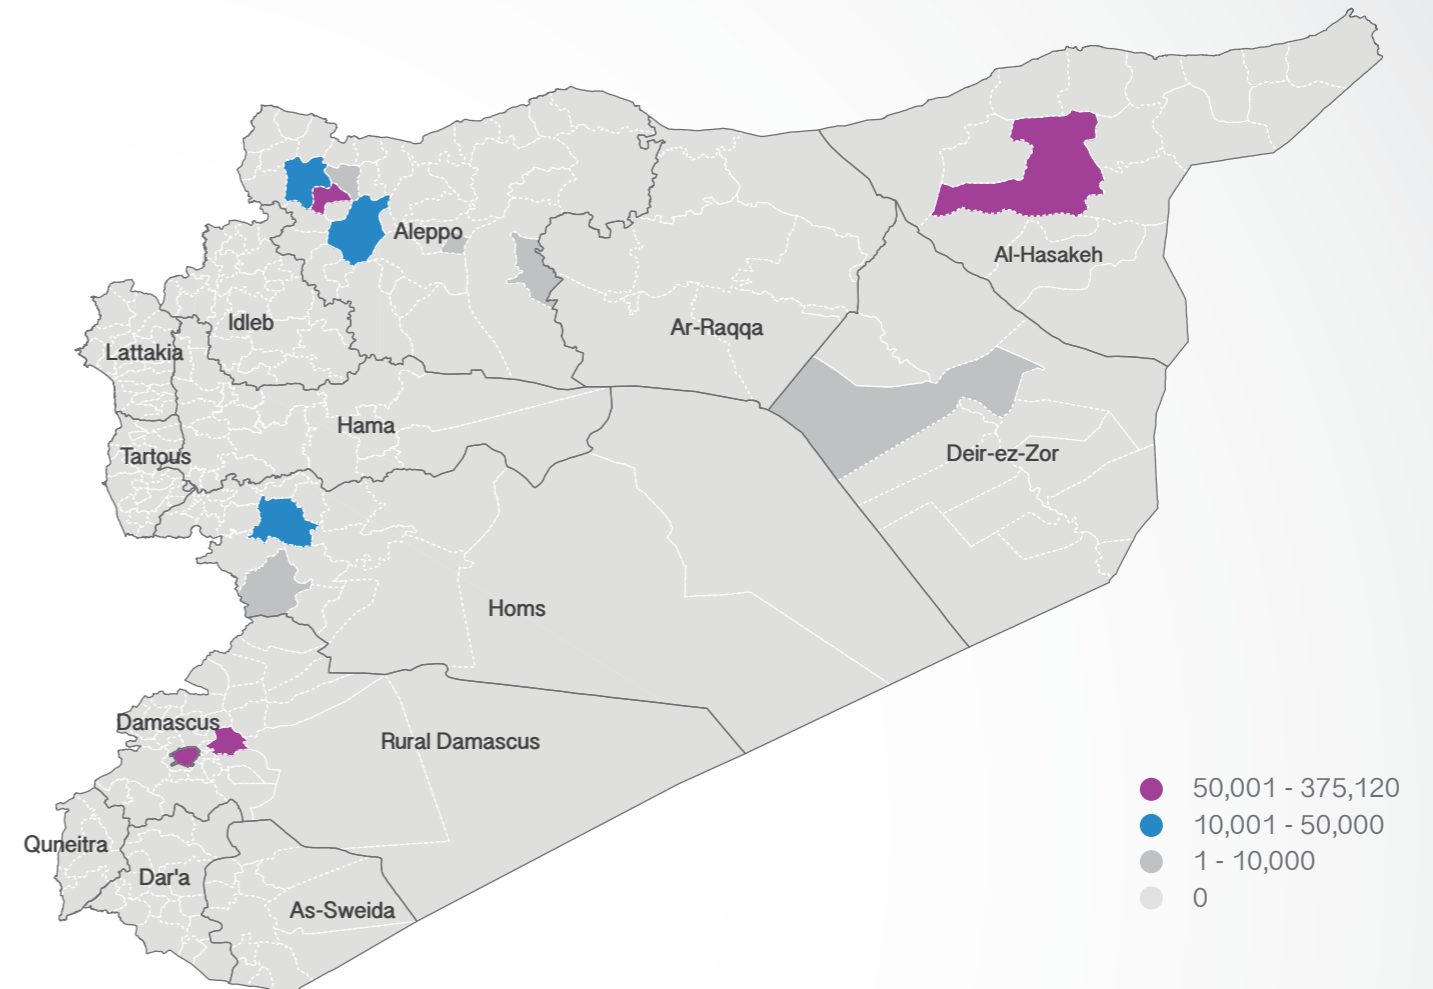 Aleppo
Al-Hasakeh
Idleb
Ar-Raqqa
Lattakia
Hama
Tartous
Deir-ez-Zor
Homs
Damascus
Rural Damascus
Quneitra
Dar'a
As-Sweida
50,001 - 375,120
10,001 - 50,000
1 - 10,000
0